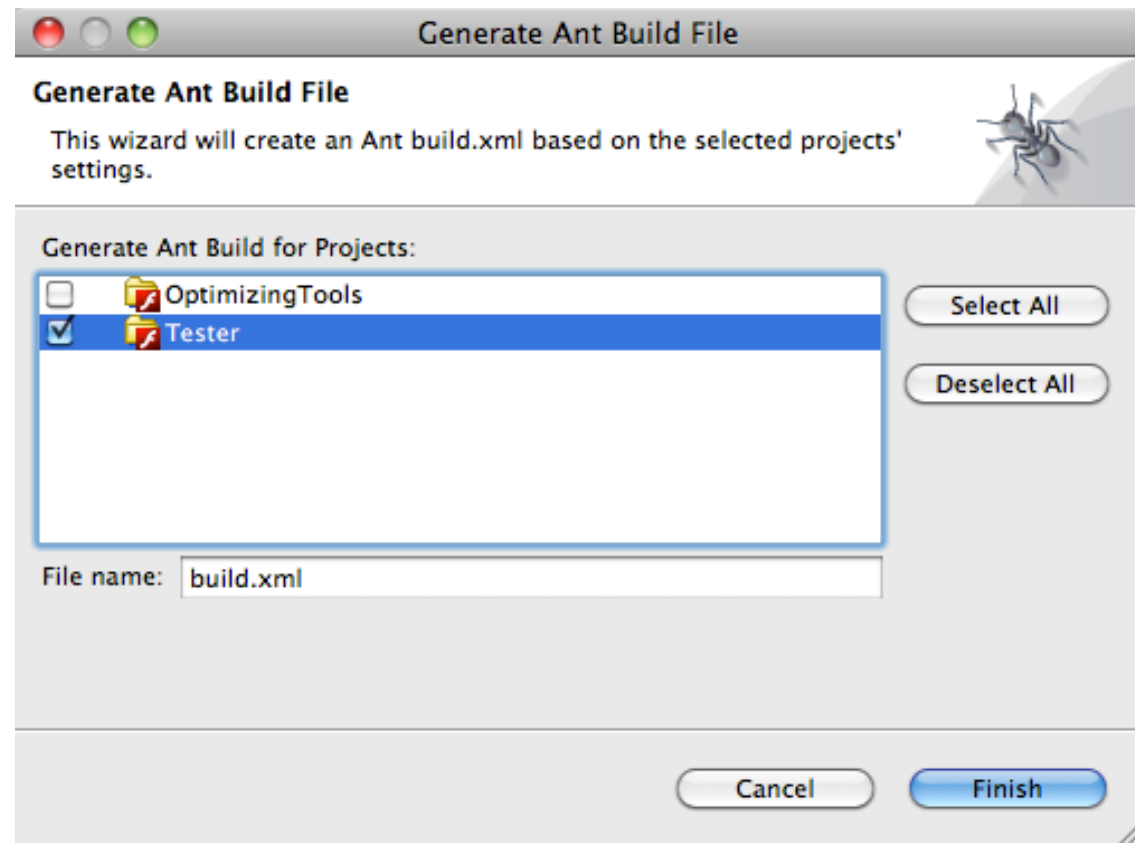 Generate Ant Build File
Generate Ant Build File
This wizard will create an Ant build.xml based on the selected projects'
settings.
Generate Ant Build for Projects:
OptimizingTools
Tester
Select All
Deselect All
File name: build.xml
Cancel
Finish